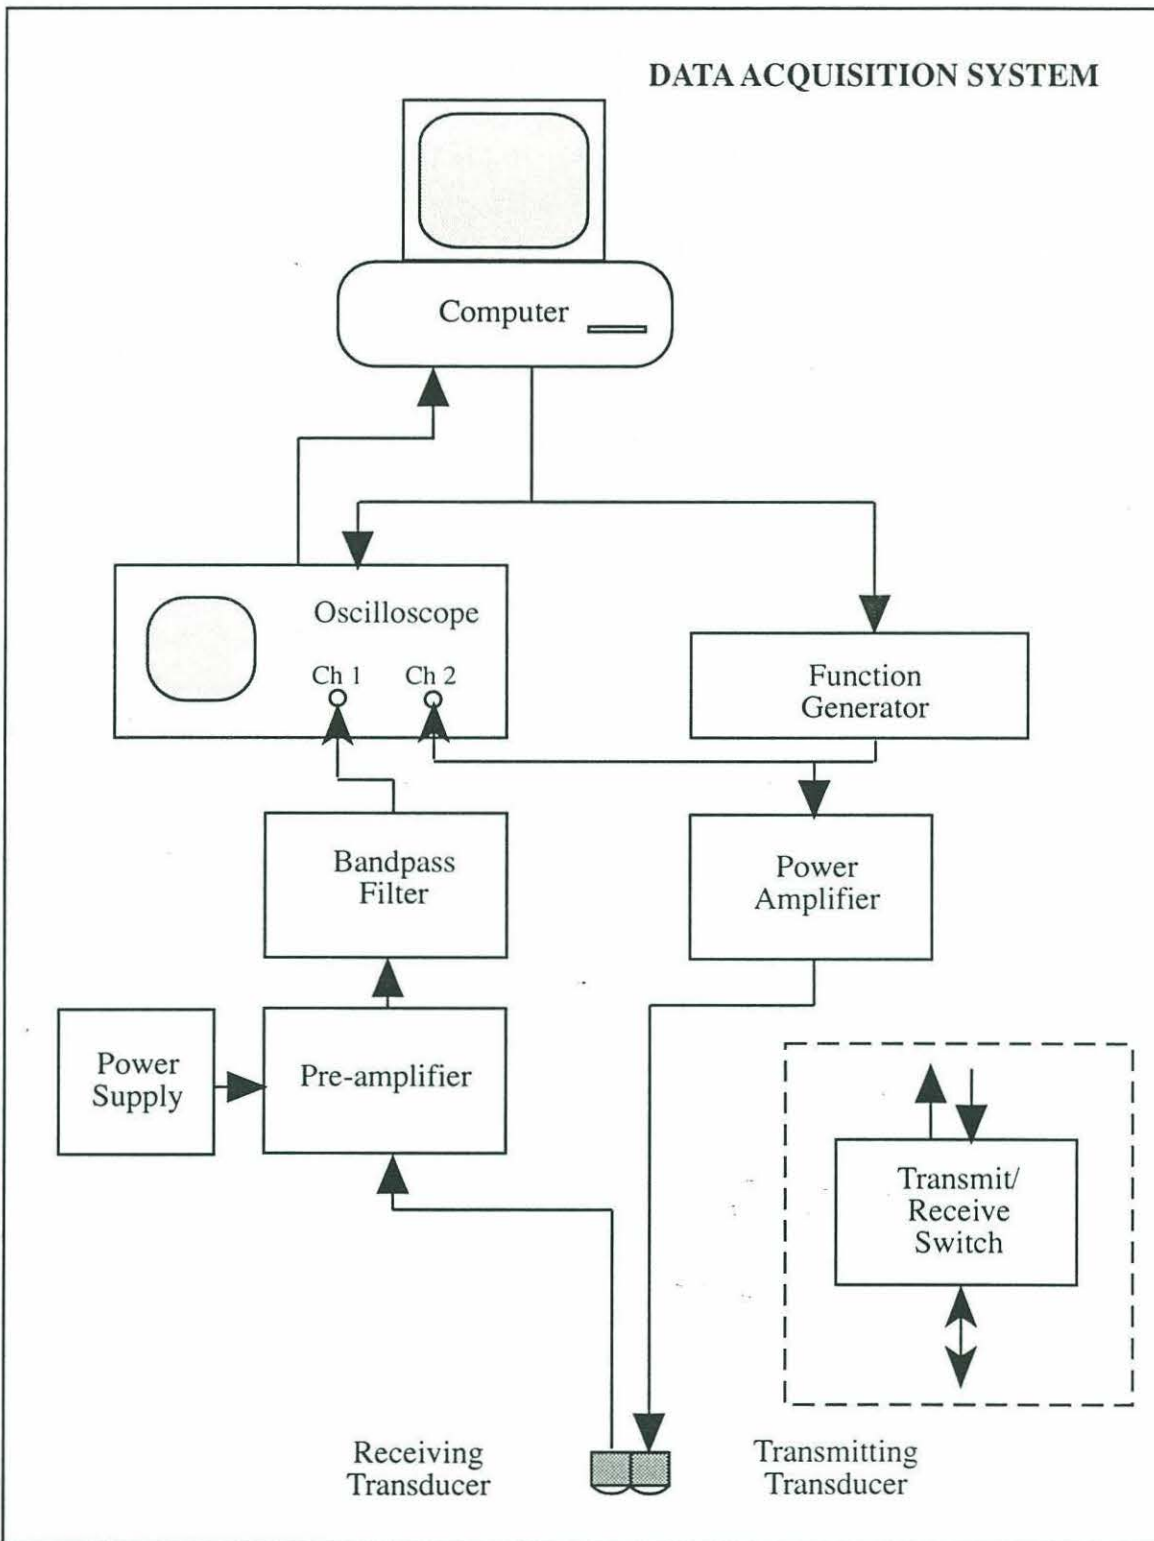 DATA ACQUISITION SYSTEM
Computer
Oscilloscope
Ch 1
Ch 2
Function
Generator
Bandpass
Filter
Power
Amplifier
Power
Supply
Pre-amplifier
Transmit/
Receive
Switch
Receiving
Transducer
Transmitting
Transducer